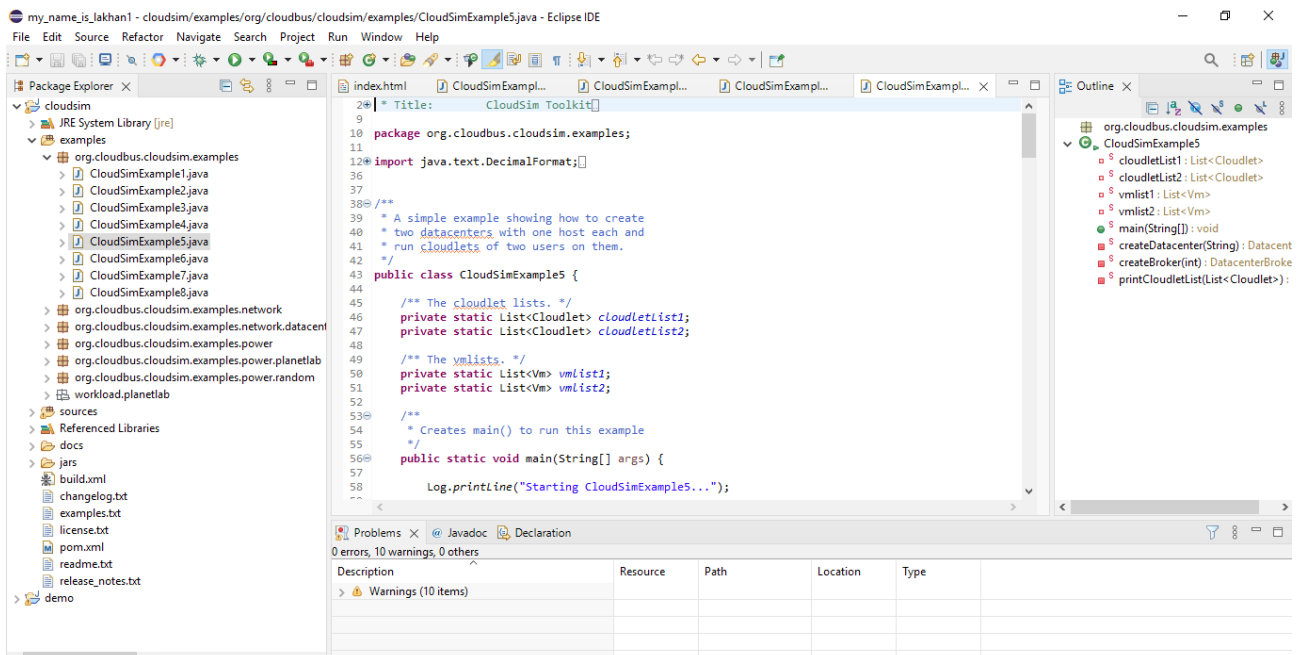 my_name_is_lakhan1 - cloudsim/examples/org/cloudbus/cloudsim/examples/CloudSimExample5.java - Eclipse IDE
File Edit Source Refactor Navigate Search Project Run Window Help
Package Explorer
cloudsim
JRE System Library [jre]
examples
org.cloudbus.cloudsim.examples
CloudSimExample1.java
CloudSimExample2.java
CloudSimExample3.java
CloudSimExample4.java
CloudSimExample5.java
CloudSimExample6.java
CloudSimExample7.java
CloudSimExample8.java
org.cloudbus.cloudsim.examples.network
org.cloudbus.cloudsim.examples.network.datacent
org.cloudbus.cloudsim.examples.power
org.cloudbus.cloudsim.examples.power.planetlab
org.cloudbus.cloudsim.examples.power.random
workload.planetlab
sources
Referenced Libraries
docs
jars
build.xml
changelog.txt
examples.txt
license.txt
pom.xml
readme.txt
release_notes.txt
demo
index.html CloudSimExampl... CloudSimExampl... CloudSimExampl... CloudSimExampl...
2 * Title: CloudSim Toolkit
9
10 package org.cloudbus.cloudsim.examples;
11
12 import java.text.DecimalFormat;
36
37
38 /**
39 * A simple example showing how to create
40 * two datacenters with one host each and
41 * run cloudlets of two users on them.
42 */
43 public class CloudSimExample5 {
44
45 /** The cloudlet lists. */
46 private static List<Cloudlet> cloudletList1;
47 private static List<Cloudlet> cloudletList2;
48
49 /** The vmlists. */
50 private static List<Vm> vmlist1;
51 private static List<Vm> vmlist2;
52
53 /**
54 * Creates main() to run this example
55 */
56 public static void main(String[] args) {
57
58 Log.printLine("Starting CloudSimExample5...");
Outline
org.cloudbus.cloudsim.examples
CloudSimExample5
cloudletList1 : List<Cloudlet>
cloudletList2 : List<Cloudlet>
vmlist1 : List<Vm>
vmlist2 : List<Vm>
main(String[]) : void
createDatacenter(String) : Datacent
createBroker(int) : DatacenterBroke
printCloudletList(List<Cloudlet>) :
Problems @ Javadoc Declaration
0 errors, 10 warnings, 0 others
Description Resource Path Location Type
Warnings (10 items)